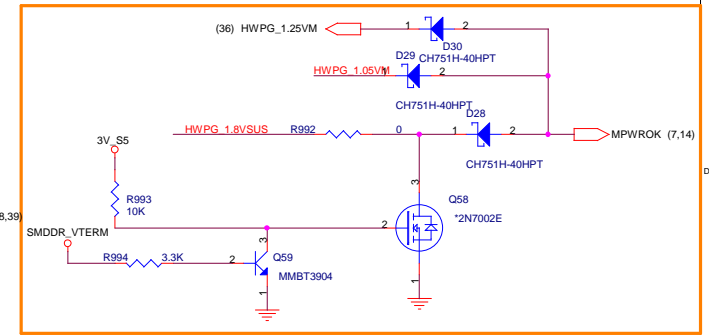 (36) HWPG_1.25VM
1
2
D30
D29
CH751H-40HPT
HWPG_1.05VM
1
2
CH751H-40HPT
D28
HWPG_1.8VSUS
R992
0
1
2
MPWROK (7,14)
3V_S5
CH751H-40HPT
D
3
R993
10K
Q58
8,39)
2
*2N7002E
SMDDR_VTERM
3
R994
3.3K
2
Q59
MMBT3904
1
1